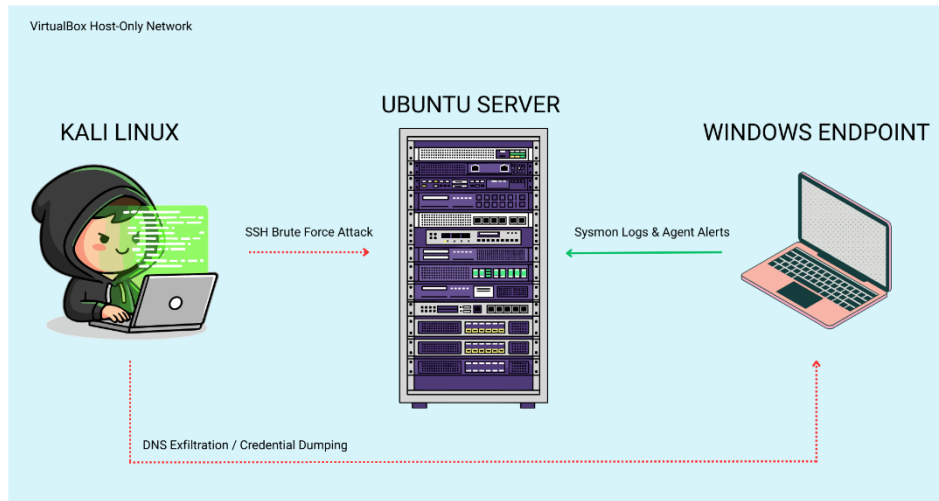 VirtualBox Host-Only Network
UBUNTU SERVER
KALI LINUX
WINDOWS ENDPOINT
SSH Brute Force Attack
Sysmon Logs & Agent Alerts
DNS Exfiltration / Credential Dumping